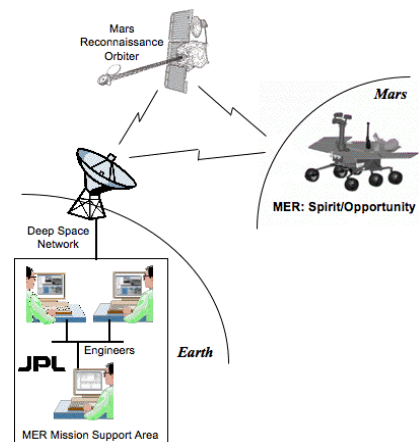 Mars
Reconnaissance
Orbiter
Mars
MER: Spirit/Opportunity
Deep Space
Network
Engineers
JPL
Earth
MER Mission Support Area